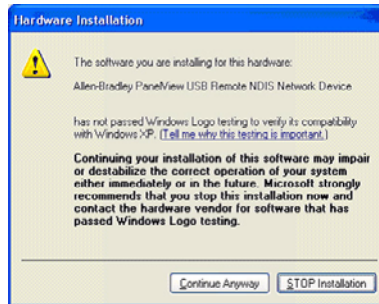 Hardware Installation
The software you are installing for this hardware:
Allen-Bradley PanelView USB Remote NDIS Network Device
has not passed Windows Logo testing to verify its compatibility
with Windows XP. (Tell me why this testing is important.)
Continuing your installation of this software may impair
or destabilize the correct operation of your system
either immediately or in the future. Microsoft strongly
recommends that you stop this installation now and
contact the hardware vendor for software that has
passed Windows Logo testing.
Continue Anyway
STOP Installation